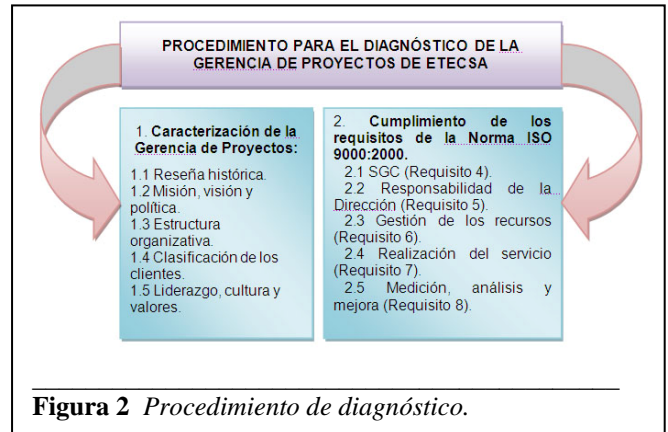 PROCEDIMIENTO PARA EL DIAGNÓSTICO DE LA
GERENCIA DE PROYECTOS DE ETECSA
1. Caracterización de la
Gerencia de Proyectos:
1.1 Reseña histórica.
1.2 Misión, visión y
política.
1.3 Estructura
organizativa.
1.4 Clasificación de los
clientes.
1.5 Liderazgo, cultura y
valores.
2. Cumplimiento de los
requisitos de la Norma ISO
9000:2000.
2.1 SGC (Requisito 4).
2.2 Responsabilidad de la
Dirección (Requisito 5).
2.3 Gestión de los recursos
(Requisito 6).
2.4 Realización del servicio
(Requisito 7).
2.5 Medición, análisis y
mejora (Requisito 8).
Figura 2 Procedimiento de diagnóstico.